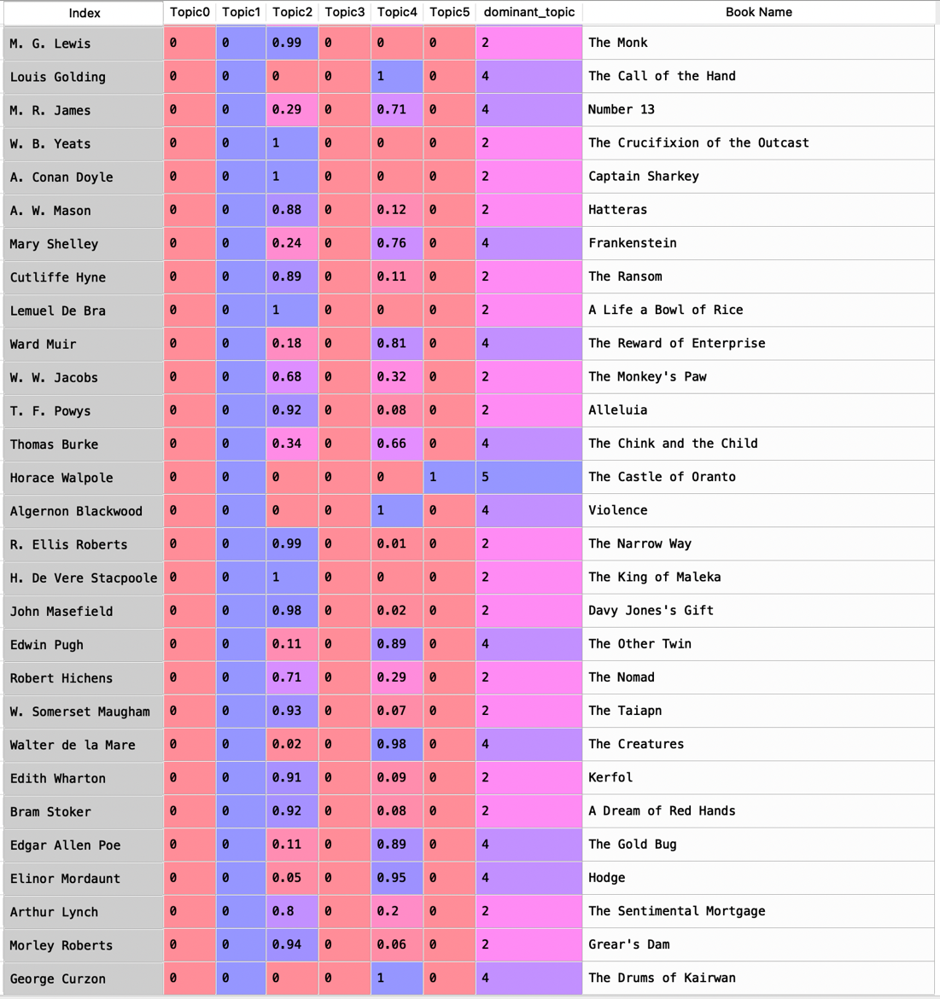 Index Topic0 Topic1 Topic2 Topic3 Topic4 Topic5 dominant_topic Book Name
M. G. Lewis 0 0 0.99 0 0 0 2 The Monk
Louis Golding 0 0 0 0 1 0 4 The Call of the Hand
M. R. James 0 0 0.29 0 0.71 0 4 Number 13
W. B. Yeats 0 0 1 0 0 0 2 The Crucifixion of the Outcast
A. Conan Doyle 0 0 1 0 0 0 2 Captain Sharkey
A. W. Mason 0 0 0.88 0 0.12 0 2 Hatteras
Mary Shelley 0 0 0.24 0 0.76 0 4 Frankenstein
Cutliffe Hyne 0 0 0.89 0 0.11 0 2 The Ransom
Lemuel De Bra 0 0 1 0 0 0 2 A Life a Bowl of Rice
Ward Muir 0 0 0.18 0 0.81 0 4 The Reward of Enterprise
W. W. Jacobs 0 0 0.68 0 0.32 0 2 The Monkey's Paw
T. F. Powys 0 0 0.92 0 0.08 0 2 Alleluia
Thomas Burke 0 0 0.34 0 0.66 0 4 The Chink and the Child
Horace Walpole 0 0 0 0 0 1 5 The Castle of Oranto
Algernon Blackwood 0 0 0 0 1 0 4 Violence
R. Ellis Roberts 0 0 0.99 0 0.01 0 2 The Narrow Way
H. De Vere Stacpoole 0 0 1 0 0 0 2 The King of Maleka
John Masefield 0 0 0.98 0 0.02 0 2 Davy Jones's Gift
Edwin Pugh 0 0 0.11 0 0.89 0 4 The Other Twin
Robert Hichens 0 0 0.71 0 0.29 0 2 The Nomad
W. Somerset Maugham 0 0 0.93 0 0.07 0 2 The Taiapn
Walter de la Mare 0 0 0.02 0 0.98 0 4 The Creatures
Edith Wharton 0 0 0.91 0 0.09 0 2 Kerfol
Bram Stoker 0 0 0.92 0 0.08 0 2 A Dream of Red Hands
Edgar Allen Poe 0 0 0.11 0 0.89 0 4 The Gold Bug
Elinor Mordaunt 0 0 0.05 0 0.95 0 4 Hodge
Arthur Lynch 0 0 0.8 0 0.2 0 2 The Sentimental Mortgage
Morley Roberts 0 0 0.94 0 0.06 0 2 Grear's Dam
George Curzon 0 0 0 0 1 0 4 The Drums of Kairwan